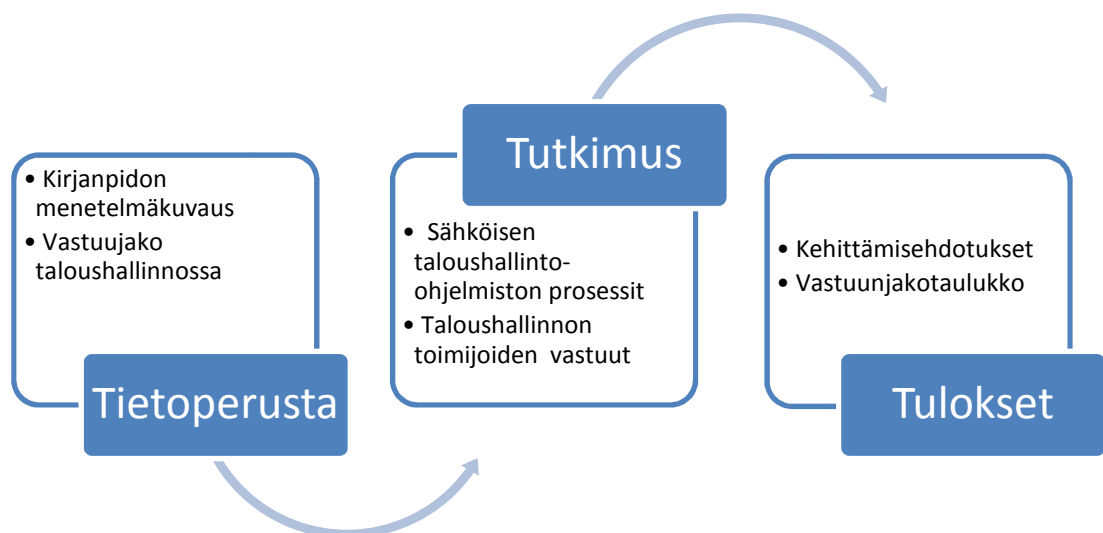 • Kirjanpidon
menetelmäkuvaus
• Vastuujako
taloushallinnossa
Tietoperusta
Tutkimus
• Sähköisen
taloushallinto-
ohjelmiston prosessit
• Taloushallinnon
toimijoiden vastuut
• Kehittämisehdotukset
• Vastuunjakotaulukko
Tulokset